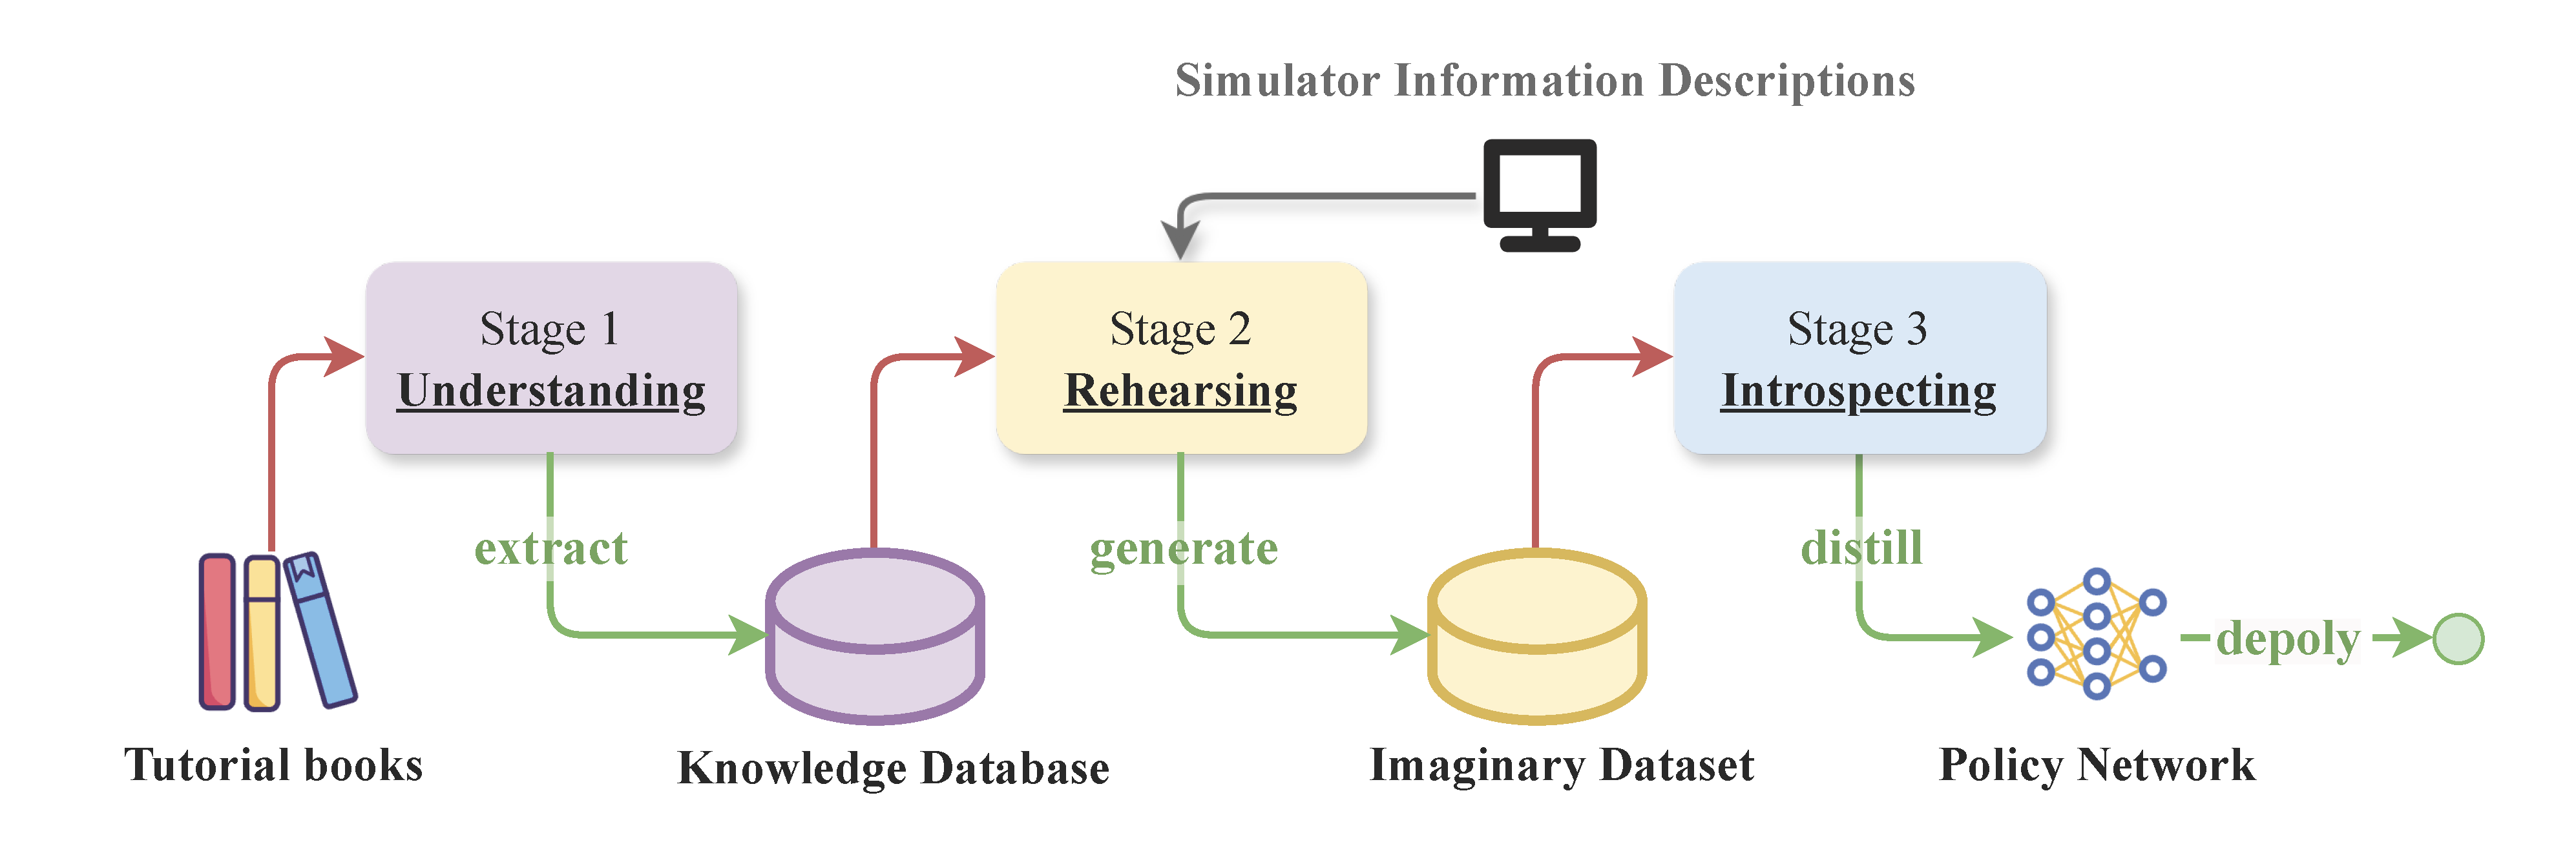 Simulator Information Descriptions
Stage 1
Understanding
Stage 2
Rehearsing
Stage 3
Introspecting
extract
generate
distill
depoly
Tutorial books
Knowledge Database
Imaginary Dataset
Policy Network